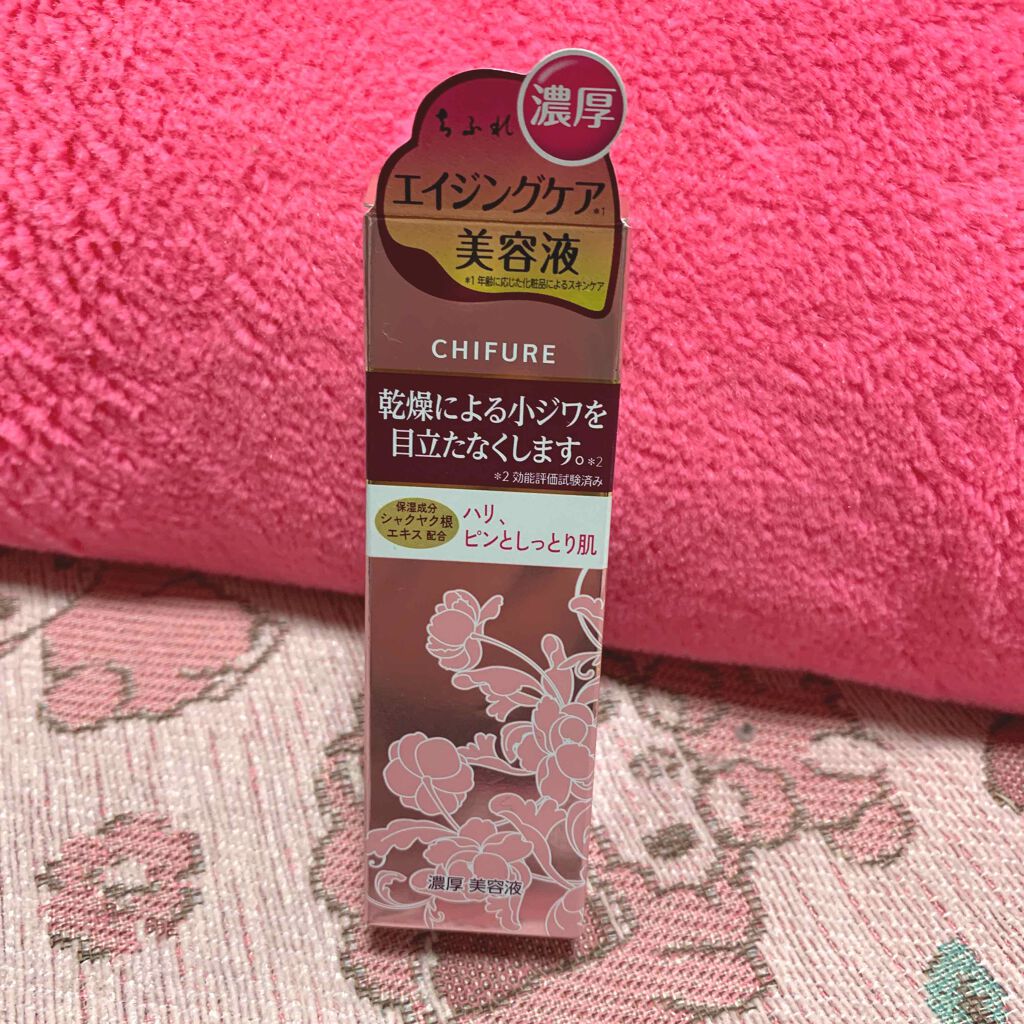 濃厚
ちふれ
エイジングケア*1
美容液
*1 年齢に応じた化粧品によるスキンケア
CHIFURE
乾燥による小ジワを
目立たなくします。*2
*2 効能評価試験済み
保湿成分
シャクヤク根
エキス 配合
ハリ、
ピンとしっとり肌
濃厚 美容液